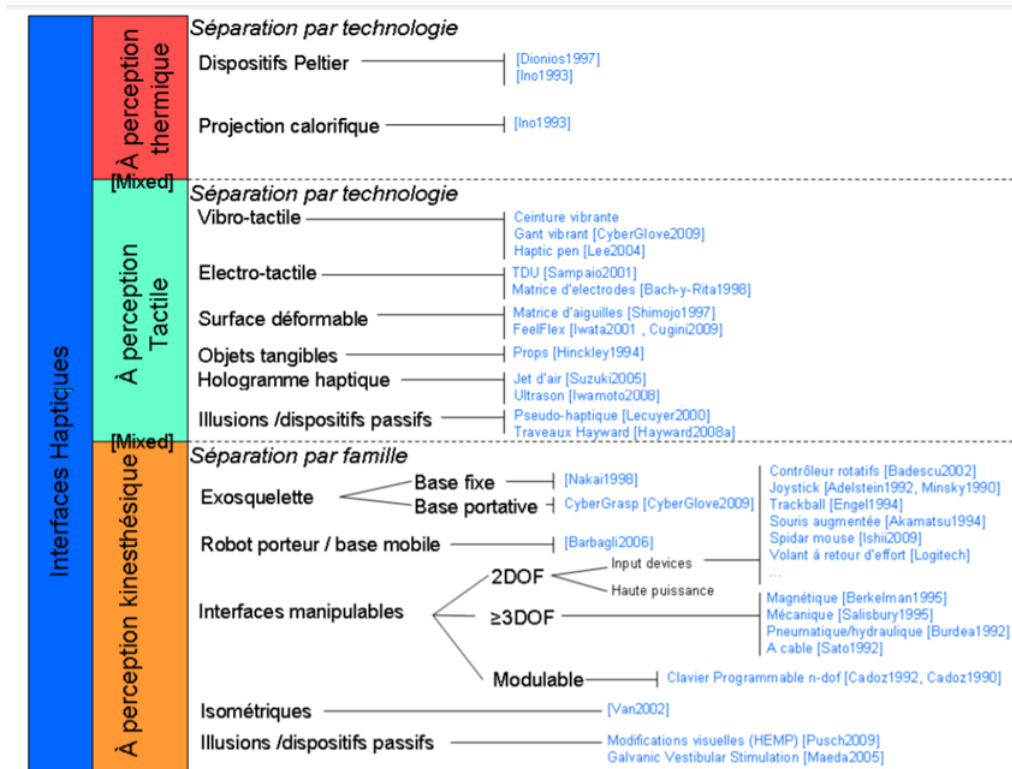 Interfaces Haptiques
À perception thermique
Séparation par technologie
Dispositifs Peltier
[Dionios1997]
[Ino1993]
Projection calorifique
[Ino1993]
[Mixed]
À perception Tactile
Séparation par technologie
Vibro-tactile
Ceinture vibrante
Gant vibrant [CyberGlove2009]
Haptic pen [Lee2004]
Electro-tactile
TDU [Sampaio2001]
Matrice d'electrodes [Bach-y-Rita1998]
Surface déformable
Matrice d'aiguilles [Shimojo1997]
FeelFlex [Iwata2001 , Cugini2009]
Objets tangibles
Props [Hinckley1994]
Hologramme haptique
Jet d'air [Suzuki2005]
Ultrason [Iwamoto2008]
Illusions /dispositifs passifs
Pseudo-haptique [Lecuyer2000]
Traveaux Hayward [Hayward2008a]
[Mixed]
À perception kinesthésique
Séparation par famille
Exosquelette
Base fixe
[Nakai1998]
Base portative
CyberGrasp [CyberGlove2009]
Robot porteur / base mobile
[Barbagli2006]
Interfaces manipulables
2DOF
Input devices
Contrôleur rotatifs [Badescu2002]
Joystick [Adelstein1992, Minsky1990]
Trackball [Engel1994]
Souris augmentée [Akamatsu1994]
Spidar mouse [Ishii2009]
Volant á retour d'effort [Logitech]
...
Haute puissance
≥3DOF
Magnétique [Berkelman1995]
Mécanique [Salisbury1995]
Pneumatique/hydraulique [Burdea1992]
A cable [Sato1992]
Modulable
Clavier Programmable n-dof [Cadoz1992, Cadoz1990]
Isométriques
[Van2002]
Illusions /dispositifs passifs
Modifications visuelles (HEMP) [Pusch2009]
Galvanic Vestibular Stimulation [Maeda2005]